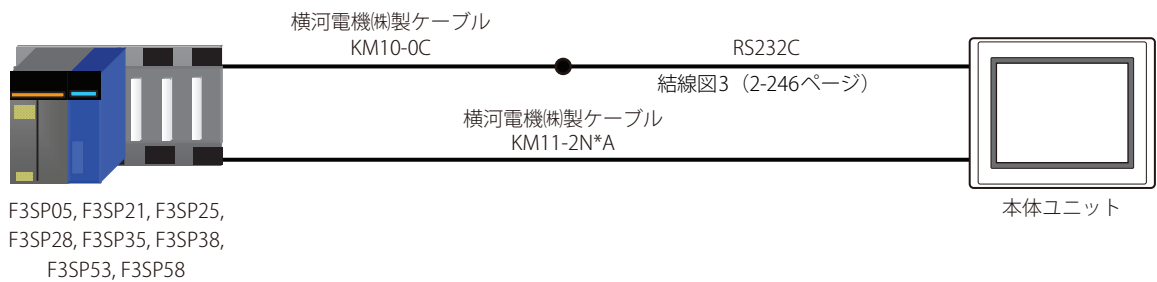 横河電機㈱製ケーブル
KM10-0C
RS232C
結線図3（2-246ページ）
横河電機㈱製ケーブル
KM11-2N*A
F3SP05, F3SP21, F3SP25,
F3SP28, F3SP35, F3SP38,
F3SP53, F3SP58
本体ユニット